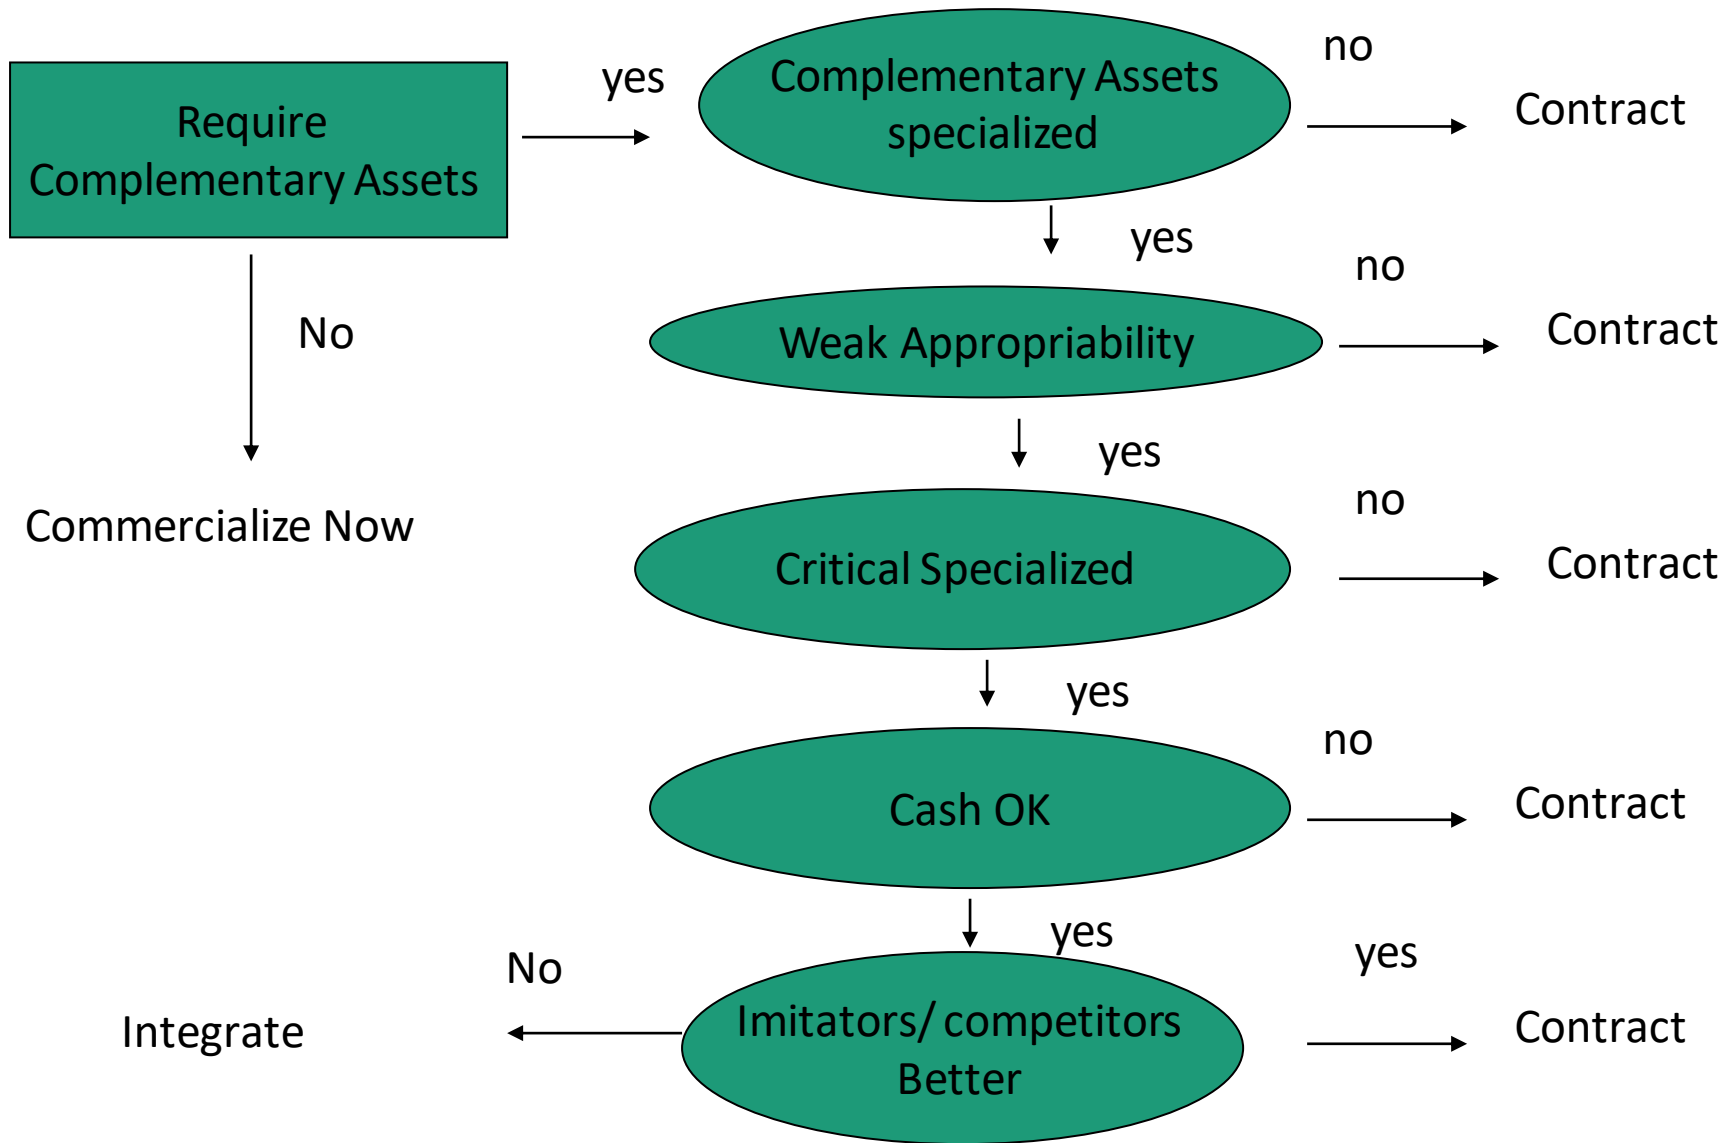 Require
Complementary Assets
yes
Complementary Assets
specialized
no
Contract
No
Commercialize Now
yes
Weak Appropriability
no
Contract
yes
Critical Specialized
no
Contract
yes
Cash OK
no
Contract
yes
Imitators/ competitors
Better
yes
Contract
No
Integrate